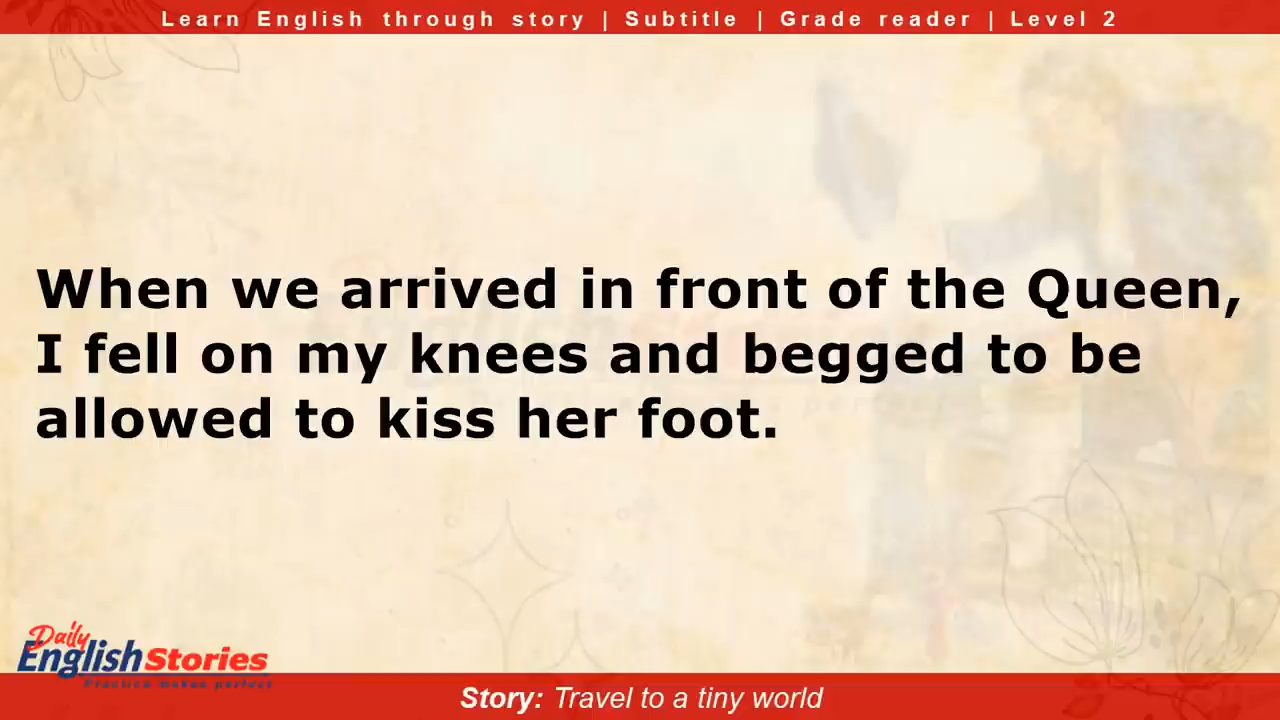 Learn English through story | Subtitle | Grade reader | Level 2
When we arrived in front of the Queen,
I fell on my knees and begged to be
allowed to kiss her foot.
Daily
English Stories
Practice makes perfect
Story: Travel to a tiny world